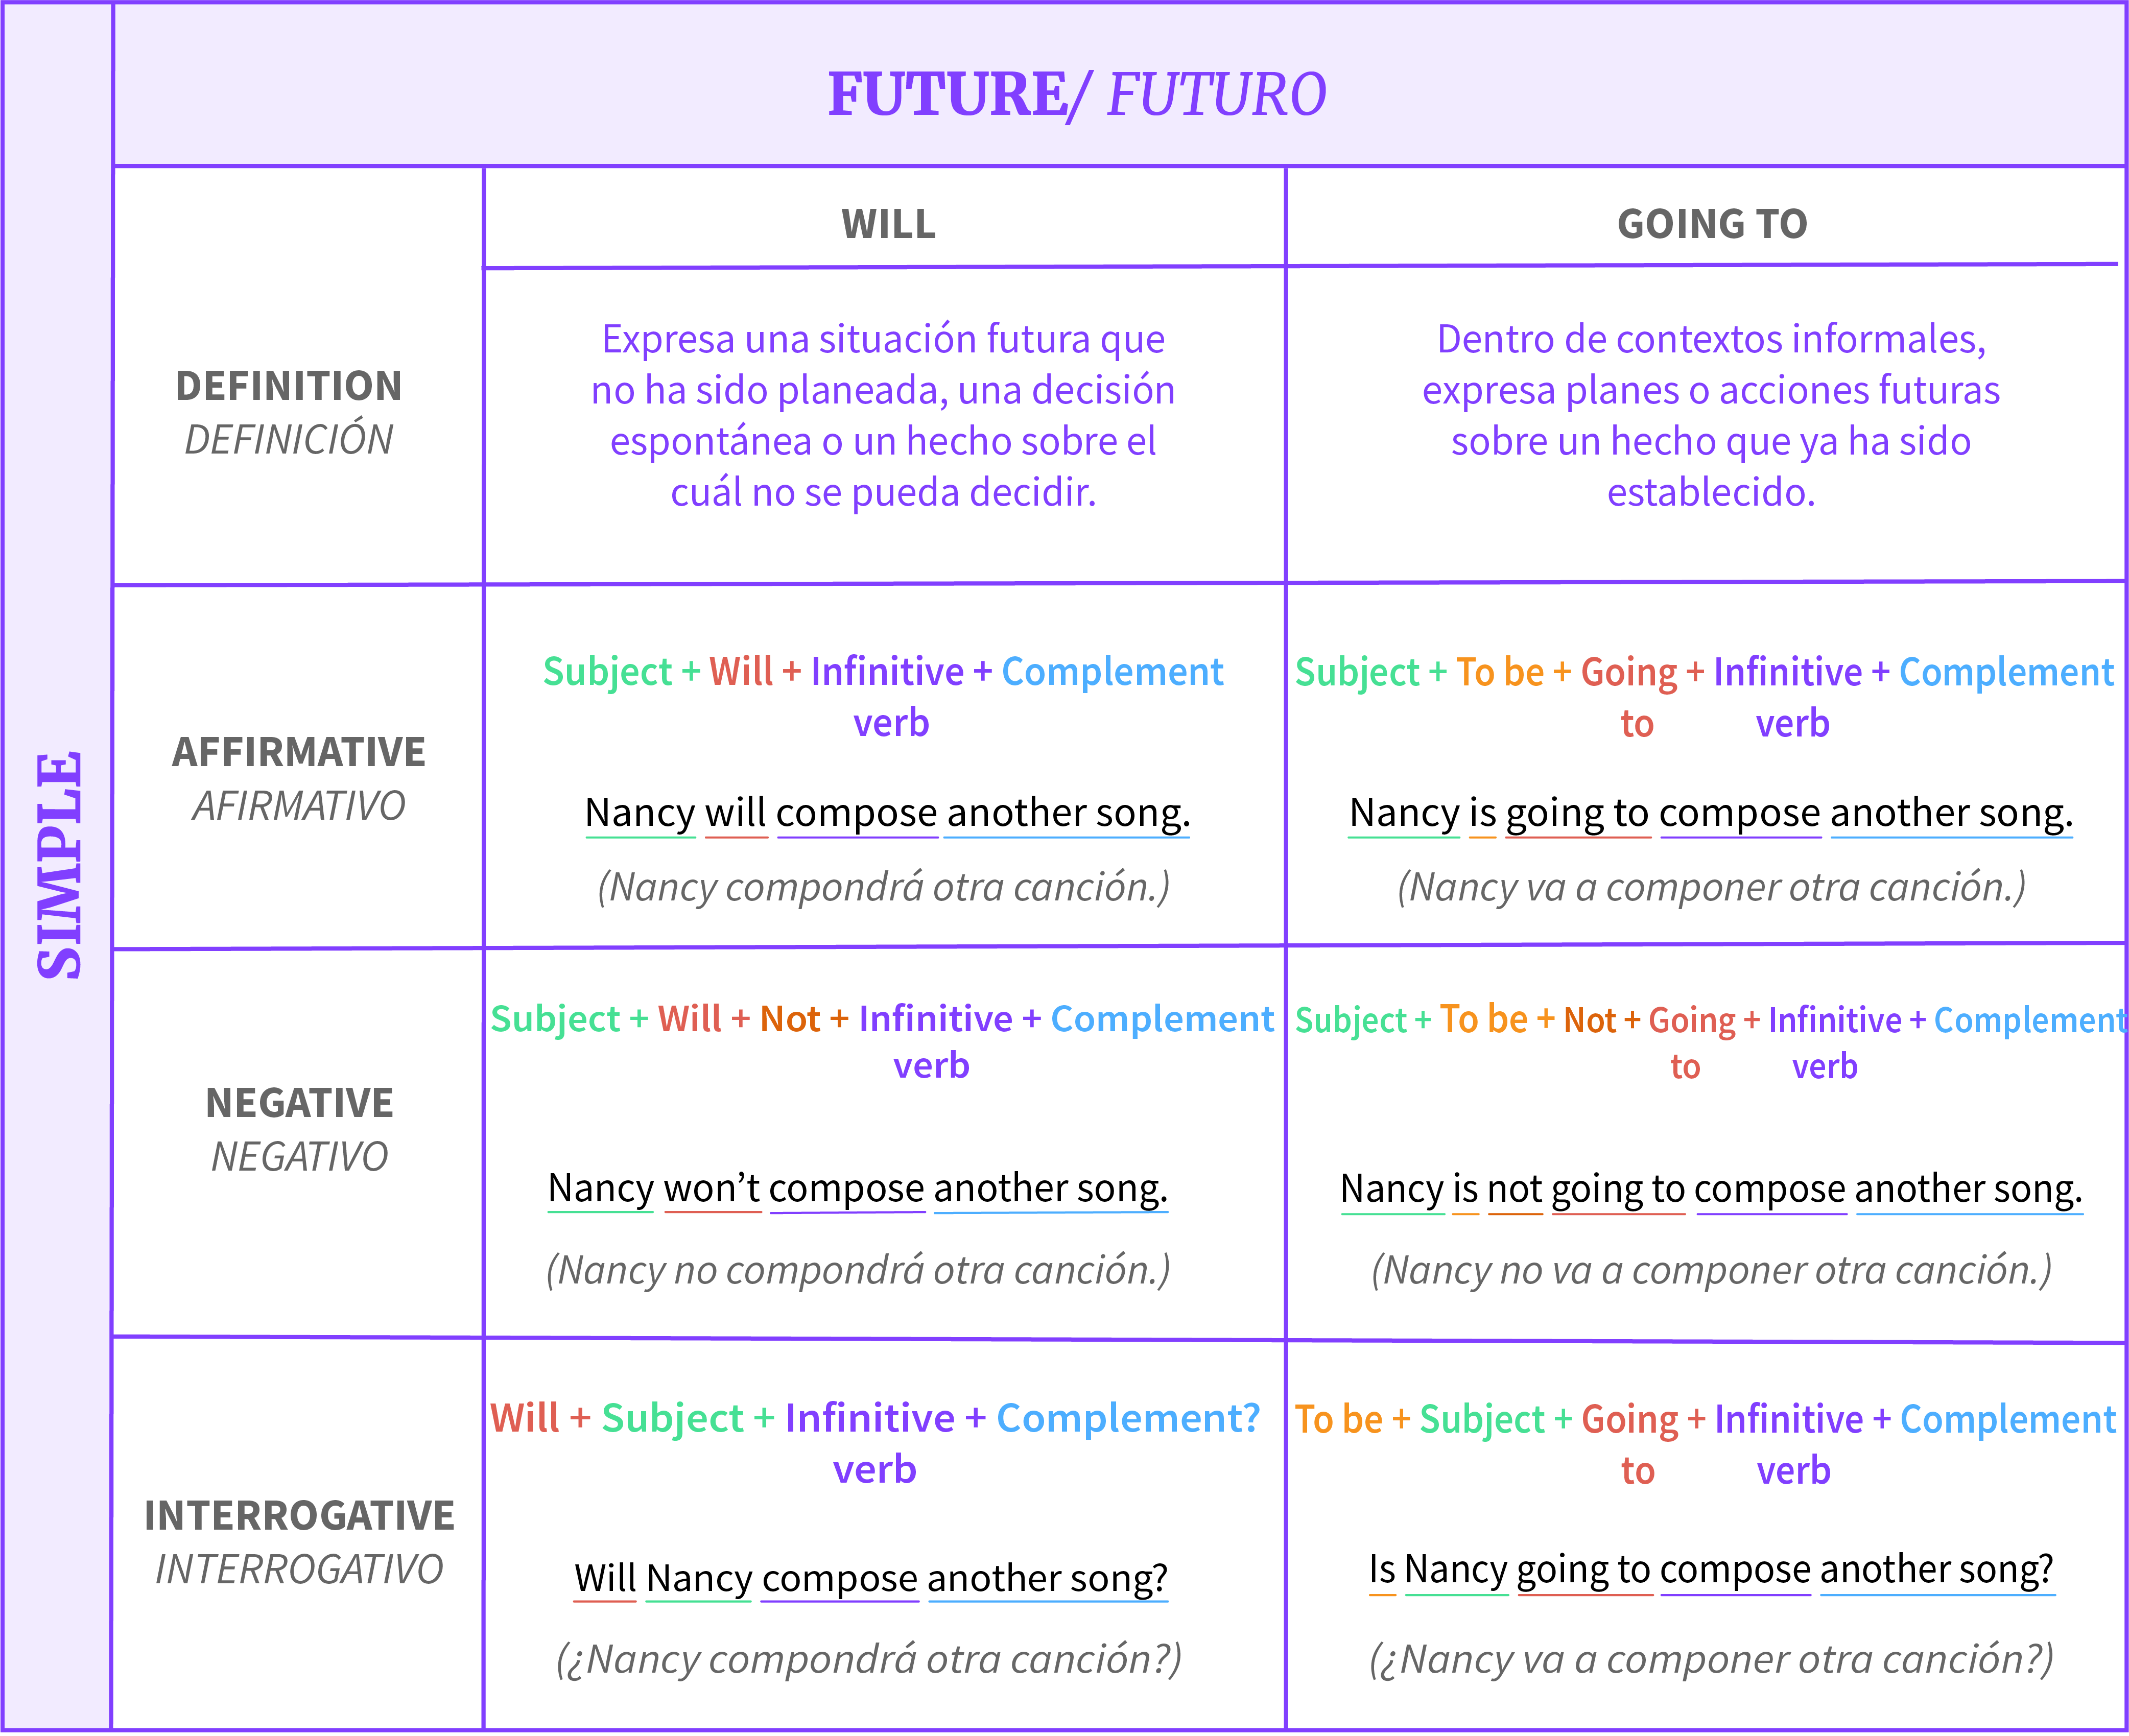 FUTURE/ FUTURO
SIMPLE
WILL
GOING TO
DEFINITION
DEFINICIÓN
Expresa una situación futura que
no ha sido planeada, una decisión
espontánea o un hecho sobre el
cuál no se pueda decidir.
Dentro de contextos informales,
expresa planes o acciones futuras
sobre un hecho que ya ha sido
establecido.
AFFIRMATIVE
AFIRMATIVO
Subject + Will + Infinitive + Complement
verb
Nancy will compose another song.
(Nancy compondrá otra canción.)
Subject + To be + Going + Infinitive + Complement
to verb
Nancy is going to compose another song.
(Nancy va a componer otra canción.)
NEGATIVE
NEGATIVO
Subject + Will + Not + Infinitive + Complement
verb
Nancy won’t compose another song.
(Nancy no compondrá otra canción.)
Subject + To be + Not + Going + Infinitive + Complement
to verb
Nancy is not going to compose another song.
(Nancy no va a componer otra canción.)
INTERROGATIVE
INTERROGATIVO
Will + Subject + Infinitive + Complement?
verb
Will Nancy compose another song?
(¿Nancy compondrá otra canción?)
To be + Subject + Going + Infinitive + Complement
to verb
Is Nancy going to compose another song?
(¿Nancy va a componer otra canción?)